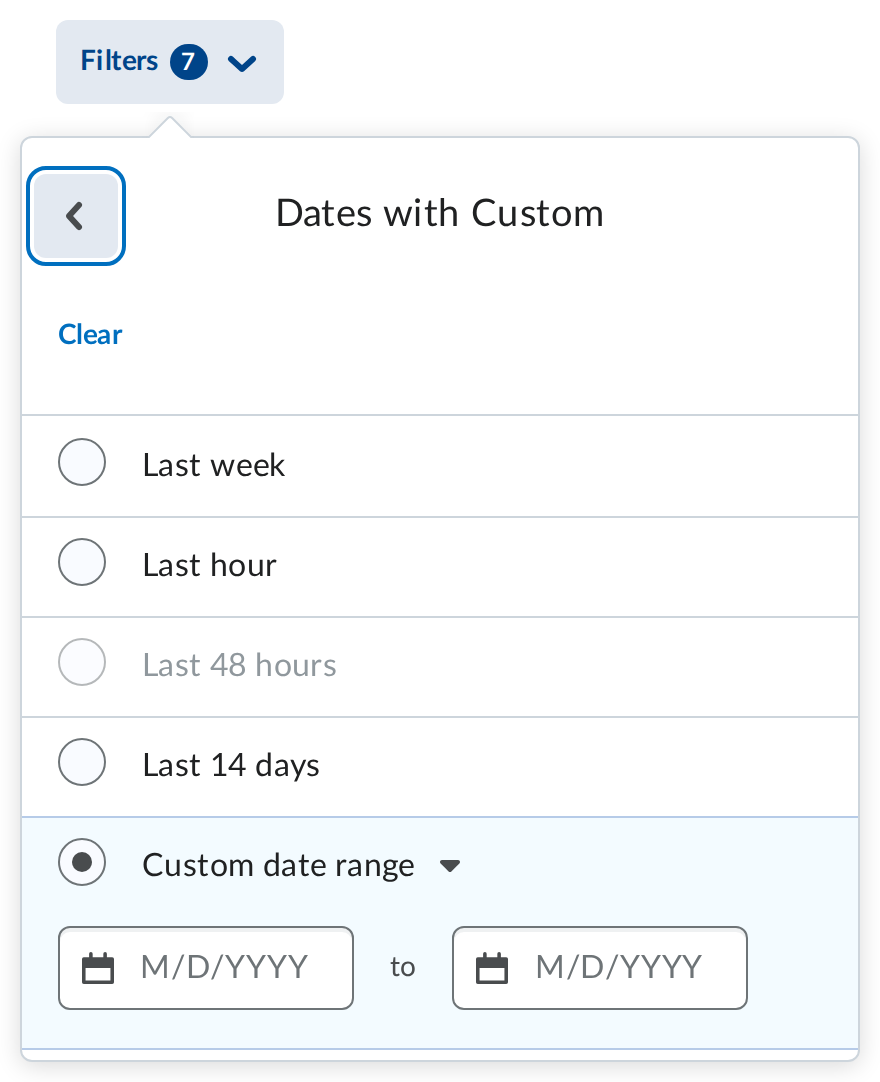 Filters 7
Dates with Custom
Clear
Last week
Last hour
Last 48 hours
Last 14 days
Custom date range
M/D/YYYY to M/D/YYYY